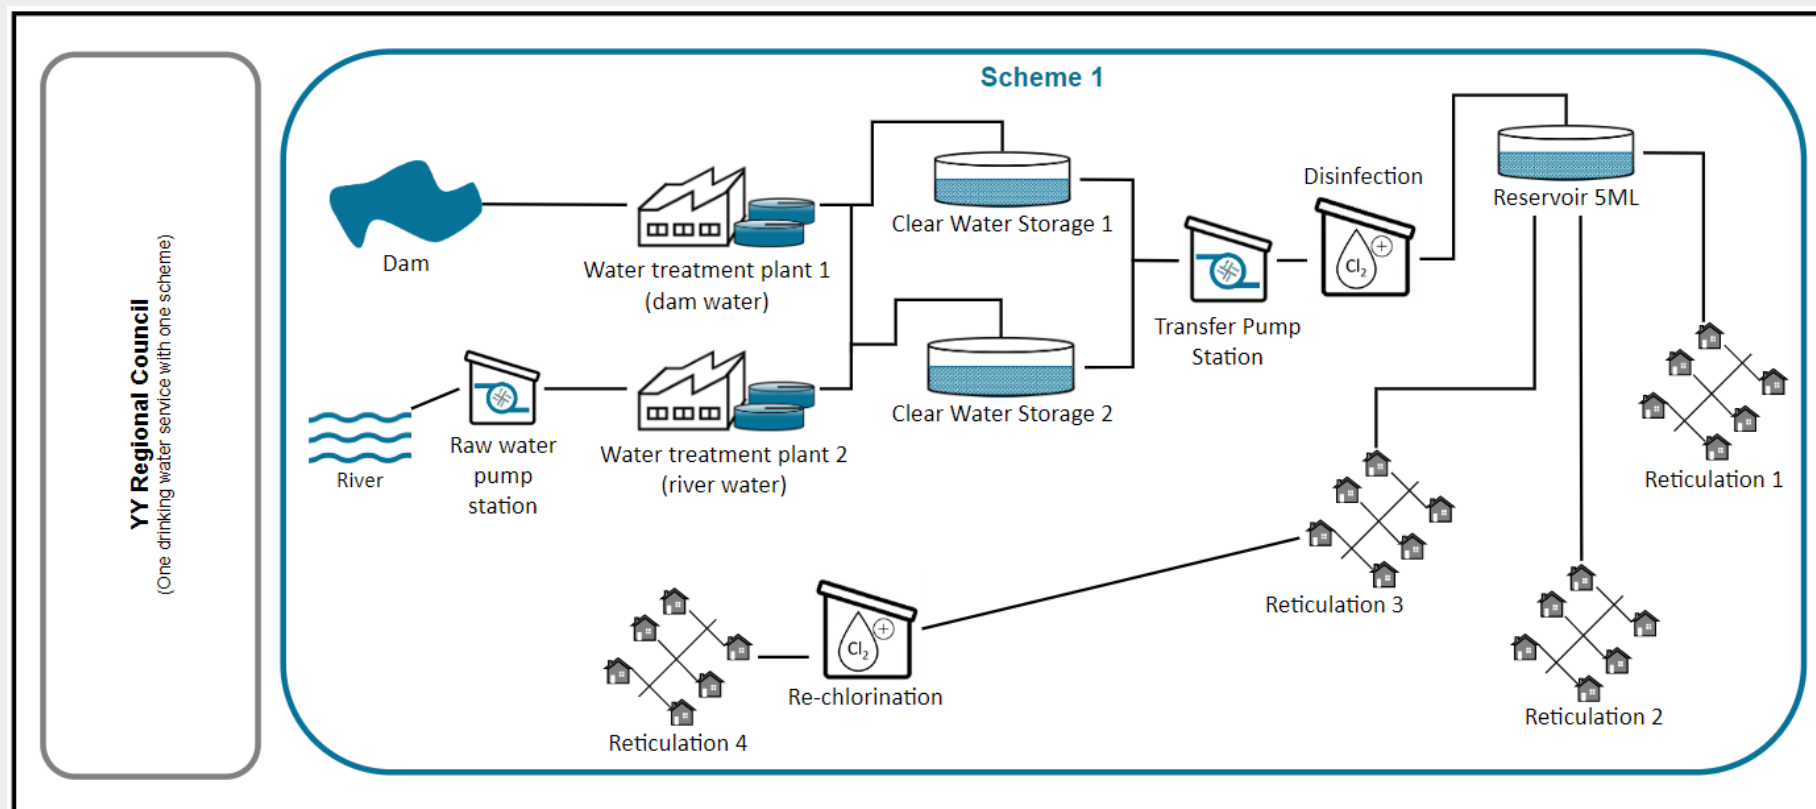 YY Regional Council
(One drinking water service with one scheme)
Scheme 1
Dam
Water treatment plant 1
(dam water)
Clear Water Storage 1
Disinfection
Cl₂
+
Reservoir 5ML
River
Raw water
pump
station
Water treatment plant 2
(river water)
Clear Water Storage 2
Transfer Pump
Station
Reticulation 1
Reticulation 3
Reticulation 2
Cl₂
+
Re-chlorination
Reticulation 4